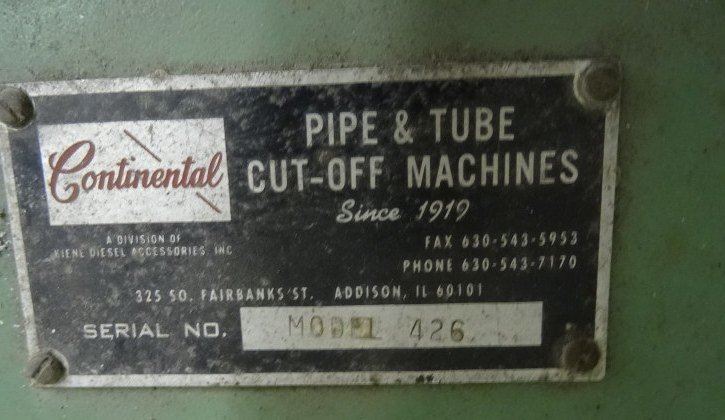 PIPE & TUBE
CUT-OFF MACHINES
Continental
Since 1919
A DIVISION OF
KIENE DIESEL ACCESSORIES, INC
FAX 630-543-5953
PHONE 630-543-7170
325 SO. FAIRBANKS ST. ADDISON, IL 60101
SERIAL NO. MODEL 426